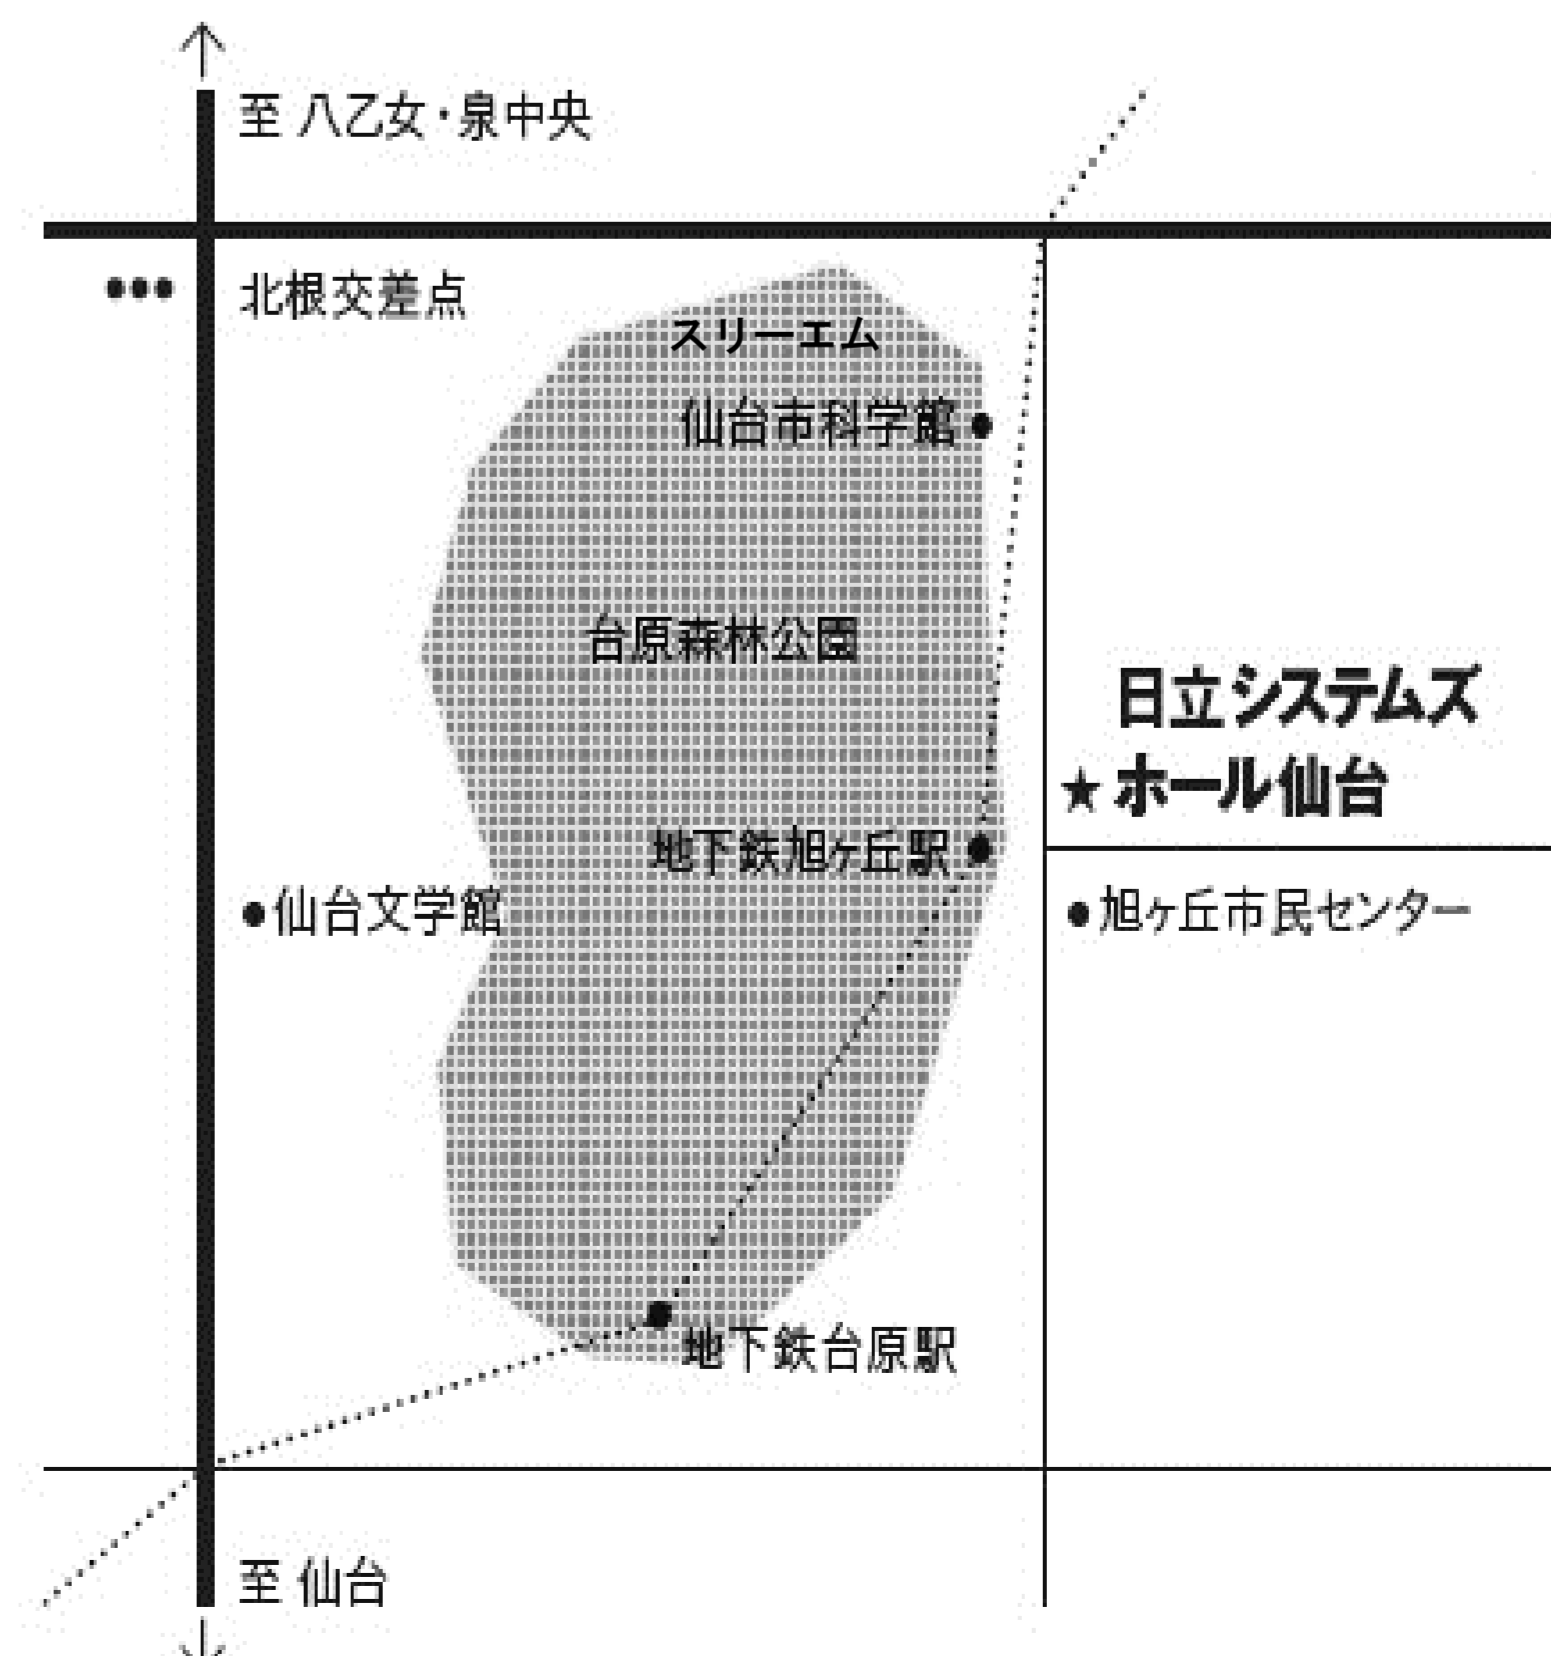 至 八乙女・泉中央
北根交差点
スリーエム
仙台市科学館
台原森林公園
日立システムズ
★ ホール仙台
地下鉄旭ヶ丘駅
仙台文学館
旭ヶ丘市民センター
地下鉄台原駅
至 仙台